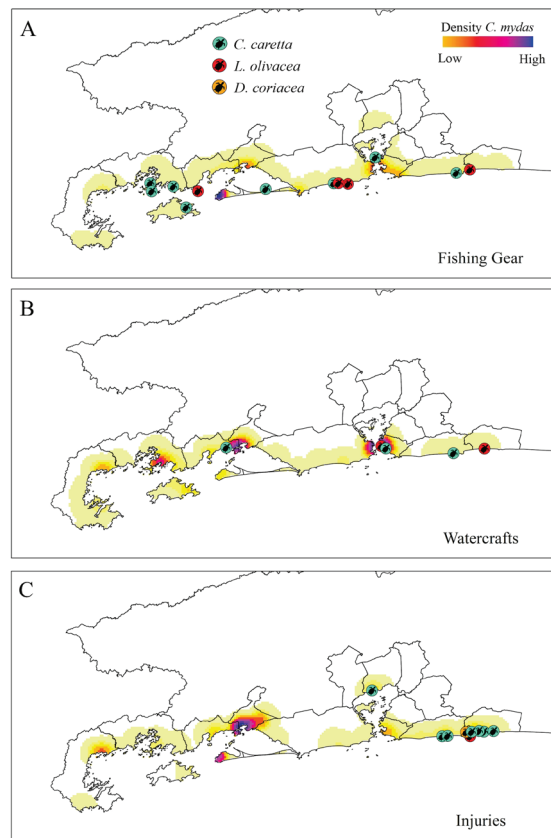 A
C. caretta
L. olivacea
D. coriacea
Density C. mydas
Low High
Fishing Gear
B
Watercrafts
C
Injuries